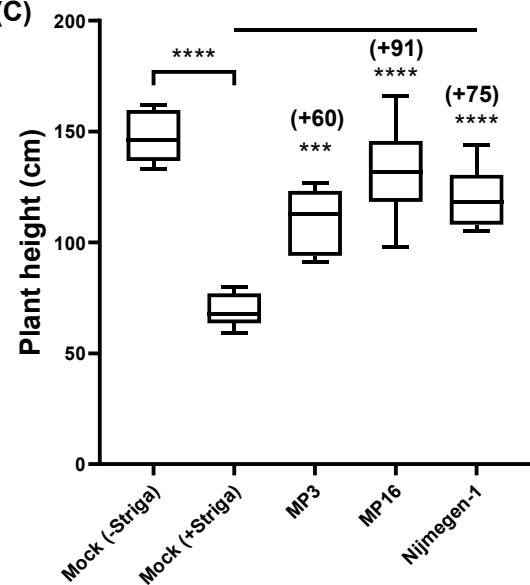 (C)
Plant height (cm)
200
150
100
50
0
****
(+60)
***
(+91)
****
(+75)
****
Mock (-Striga)
Mock (+Striga)
MP3
MP16
Nijmegen-1